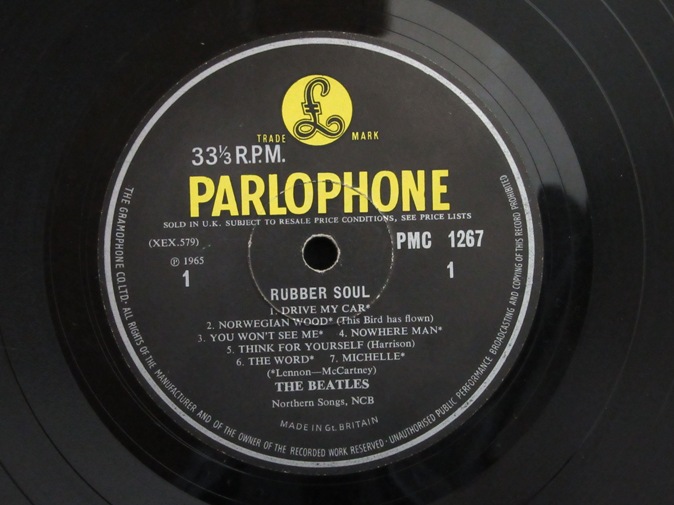 £
TRADE MARK
33⅓ R.P.M.
PARLOPHONE
SOLD IN U.K. SUBJECT TO RESALE PRICE CONDITIONS, SEE PRICE LISTS
(XEX.579)
PMC 1267
℗ 1965
1
1
RUBBER SOUL
1. DRIVE MY CAR*
2. NORWEGIAN WOOD* (This Bird has flown)
3. YOU WON'T SEE ME* 4. NOWHERE MAN*
5. THINK FOR YOURSELF (Harrison)
6. THE WORD* 7. MICHELLE*
(*Lennon—McCartney)
THE BEATLES
Northern Songs, NCB
MADE IN GT. BRITAIN
THE GRAMOPHONE CO. LTD. ALL RIGHTS OF THE MANUFACTURER AND OF THE OWNER OF THE RECORDED WORK RESERVED · UNAUTHORISED PUBLIC PERFORMANCE BROADCASTING AND COPYING OF THIS RECORD PROHIBITED